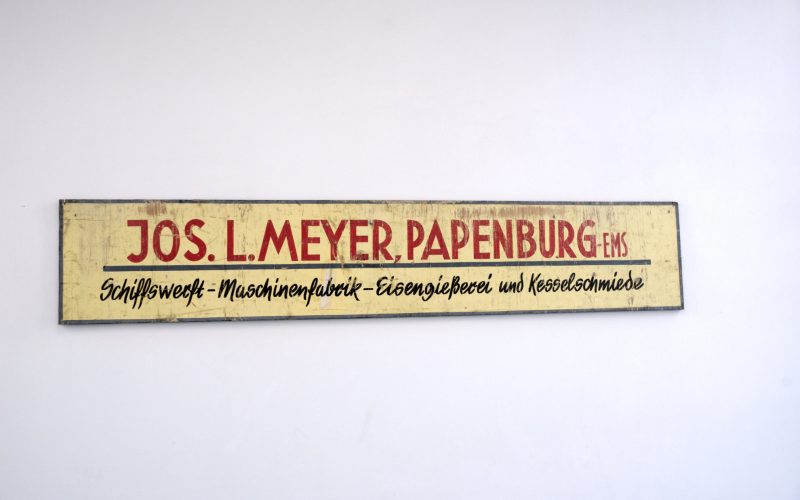 JOS. L. MEYER, PAPENBURG-EMS
Schiffswerft - Maschinenfabrik - Eisengießerei und Kesselschmiede